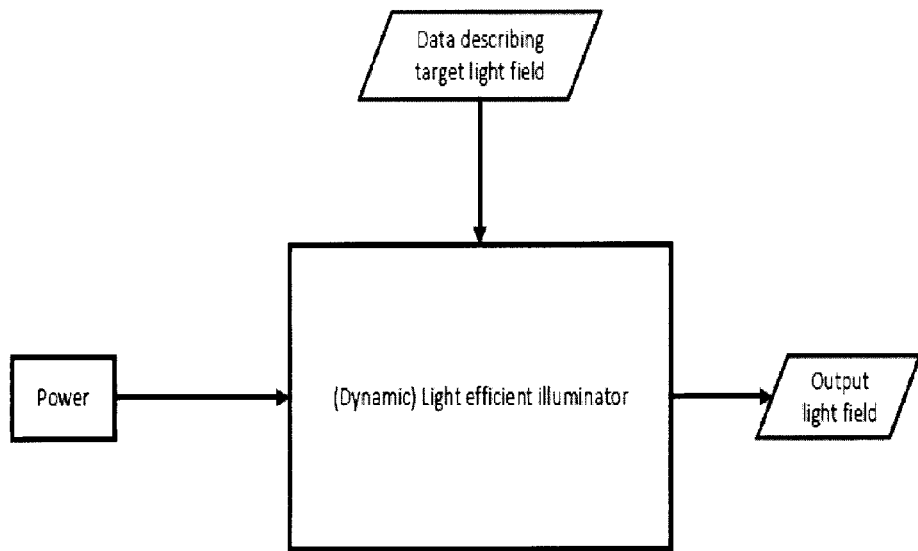 Data describing
target light field
Power
(Dynamic) Light efficient illuminator
Output
light field